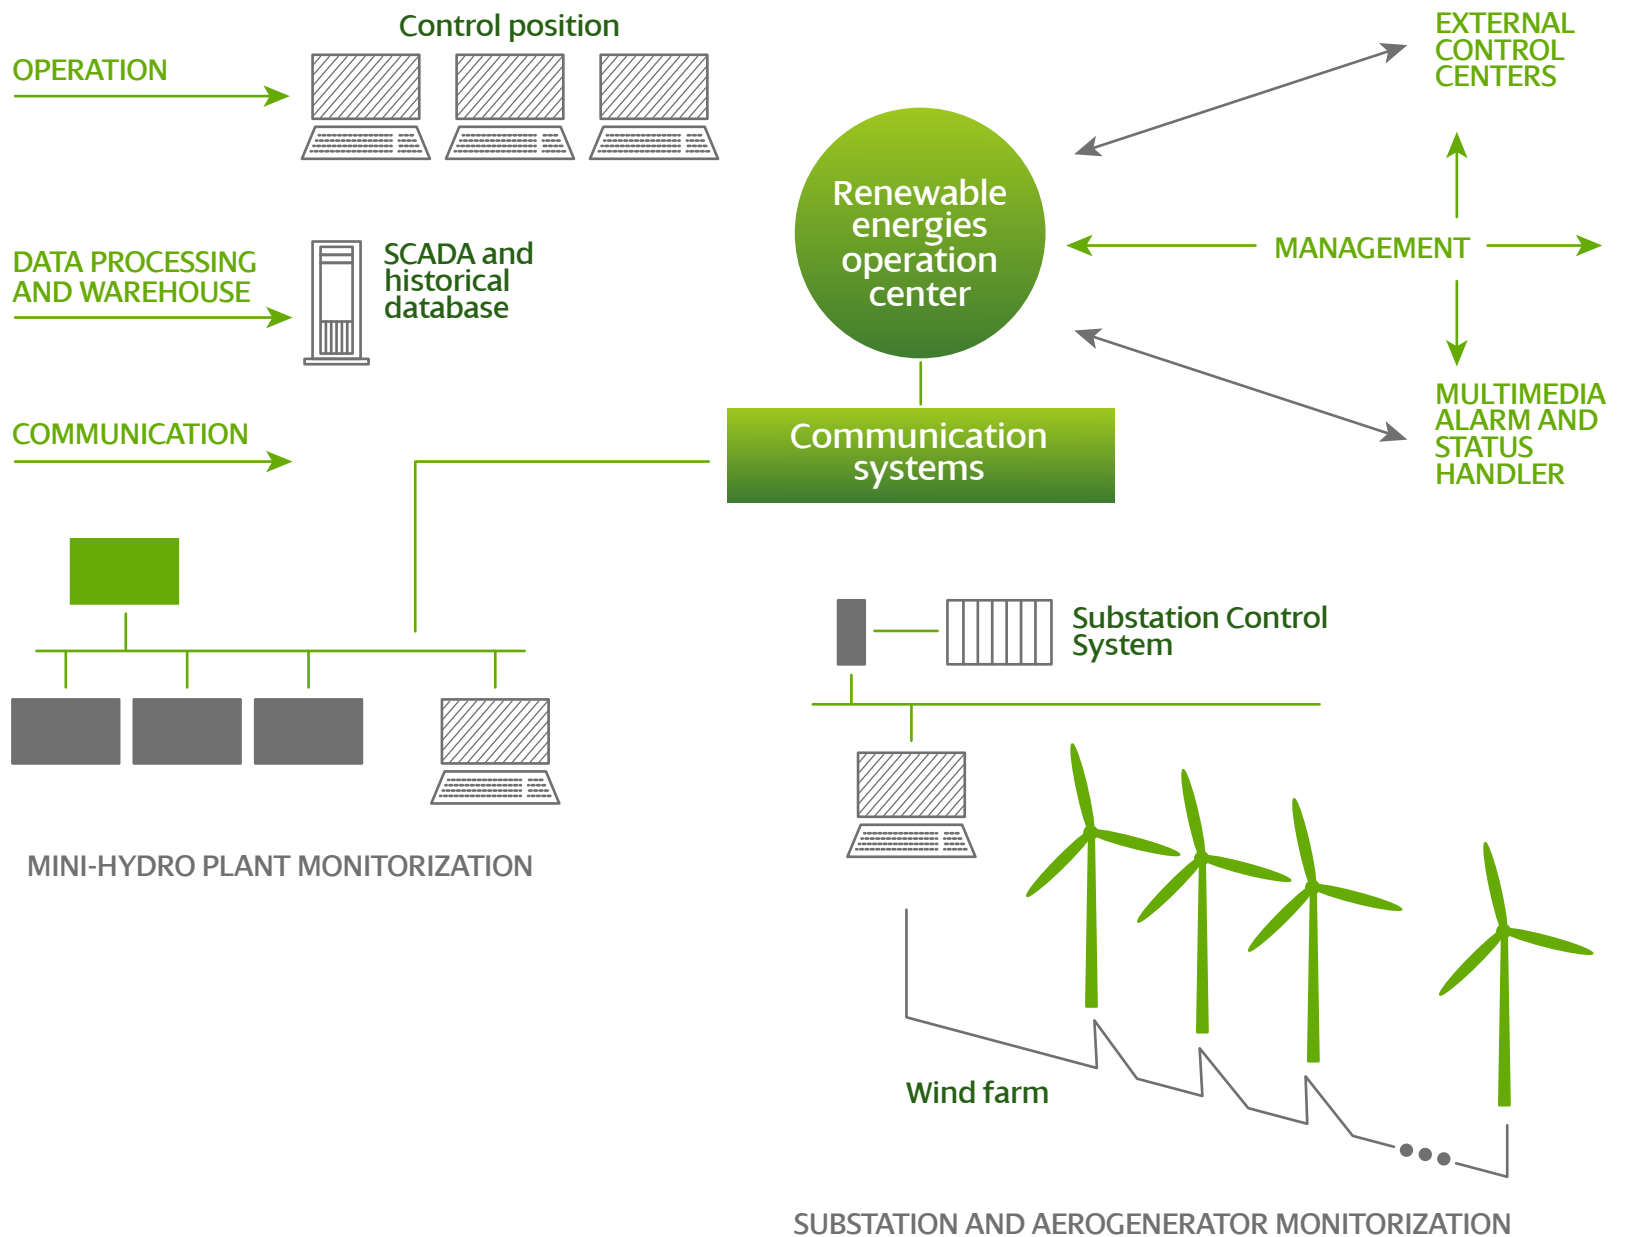 Control position
OPERATION
EXTERNAL
CONTROL
CENTERS
Renewable
energies
operation
center
DATA PROCESSING
AND WAREHOUSE
SCADA and
historical
database
MANAGEMENT
COMMUNICATION
Communication
systems
MULTIMEDIA
ALARM AND
STATUS
HANDLER
Substation Control
System
MINI-HYDRO PLANT MONITORIZATION
Wind farm
SUBSTATION AND AEROGENERATOR MONITORIZATION